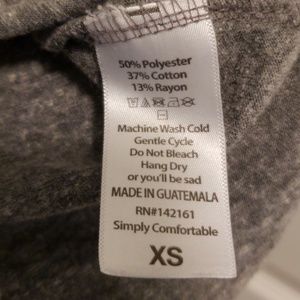 50% Polyester
37% Cotton
13% Rayon
Machine Wash Cold
Gentle Cycle
Do Not Bleach
Hang Dry
or you'll be sad
MADE IN GUATEMALA
RN#142161
Simply Comfortable
XS